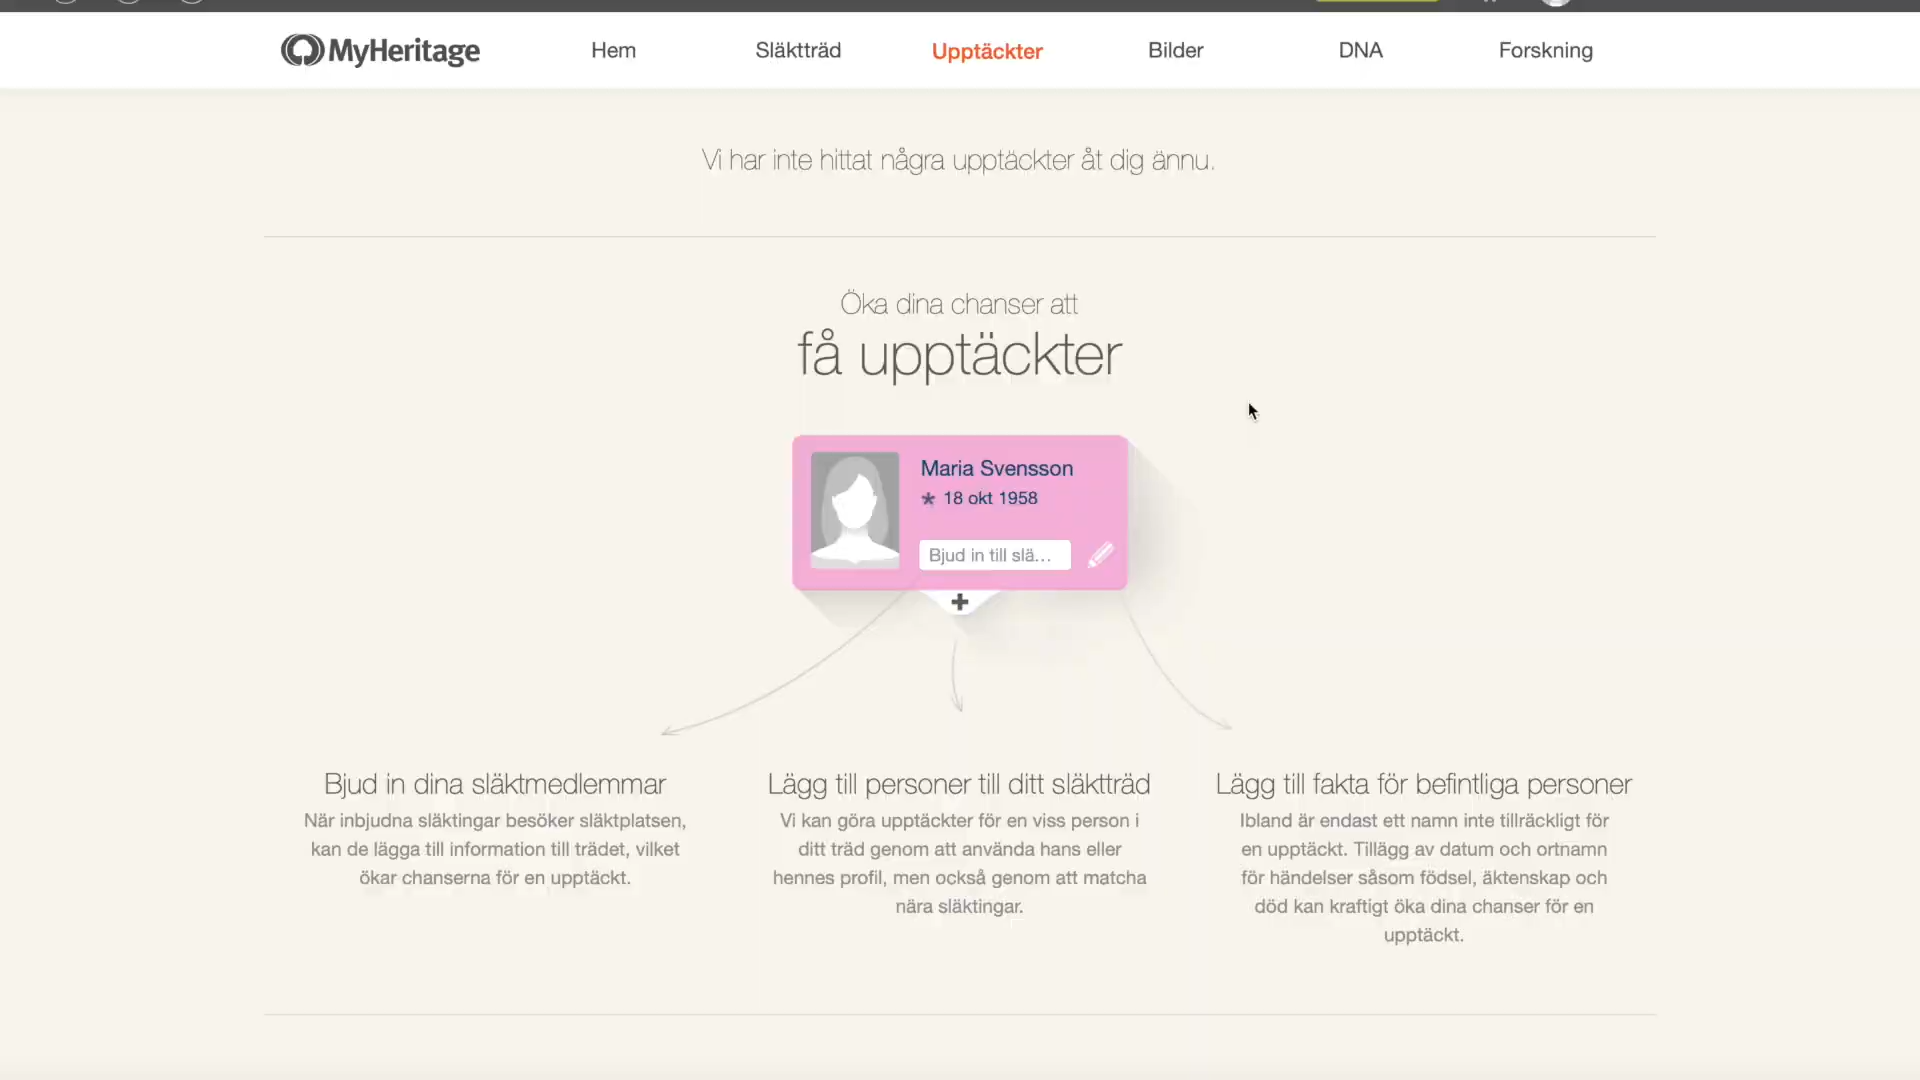 MyHeritage
Hem
Släktträd
Upptäckter
Bilder
DNA
Forskning
Vi har inte hittat några upptäckter åt dig ännu.
Öka dina chanser att
få upptäckter
Maria Svensson
* 18 okt 1958
Bjud in till slä...
Bjud in dina släktmedlemmar
När inbjudna släktingar besöker släktplatsen,
kan de lägga till information till trädet, vilket
ökar chanserna för en upptäckt.
Lägg till personer till ditt släktträd
Vi kan göra upptäckter för en viss person i
ditt träd genom att använda hans eller
hennes profil, men också genom att matcha
nära släktingar.
Lägg till fakta för befintliga personer
Ibland är endast ett namn inte tillräckligt för
en upptäckt. Tillägg av datum och ortnamn
för händelser såsom födsel, äktenskap och
död kan kraftigt öka dina chanser för en
upptäckt.